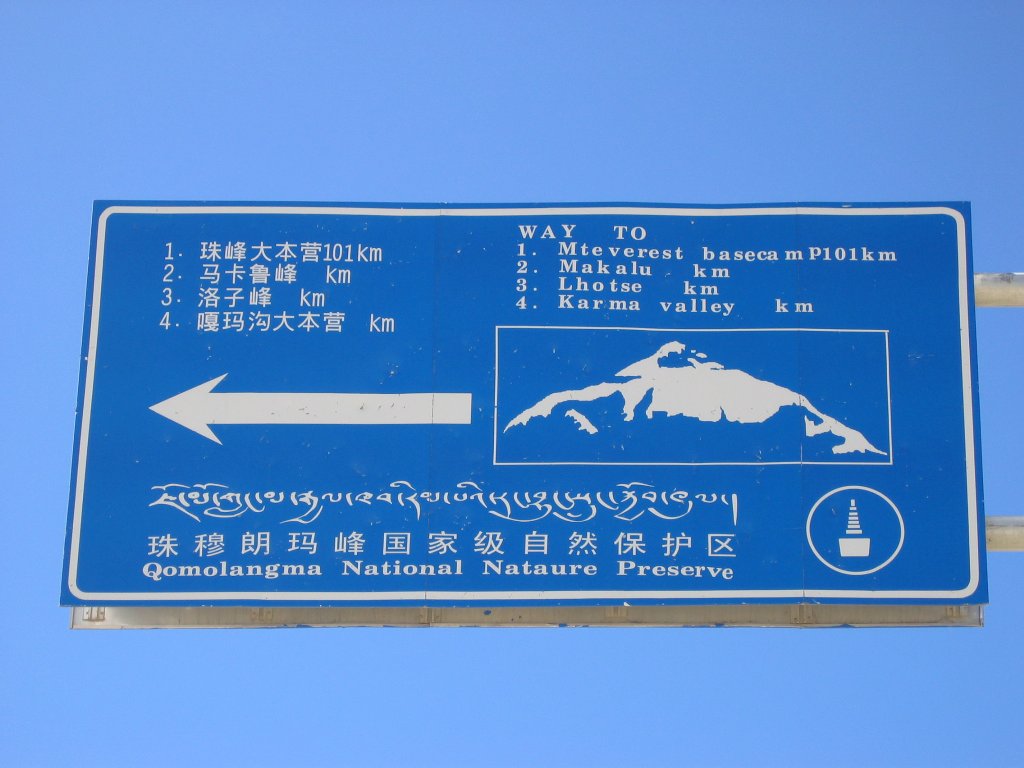 1. 珠峰大本营101km
2. 马卡鲁峰 km
3. 洛子峰 km
4. 嘎玛沟大本营 km
WAY TO
1. Mteverest basecamp101km
2. Makalu km
3. Lhotse km
4. Karma valley km
珠穆朗玛峰国家级自然保护区
Qomolangma National Nataure Preserve